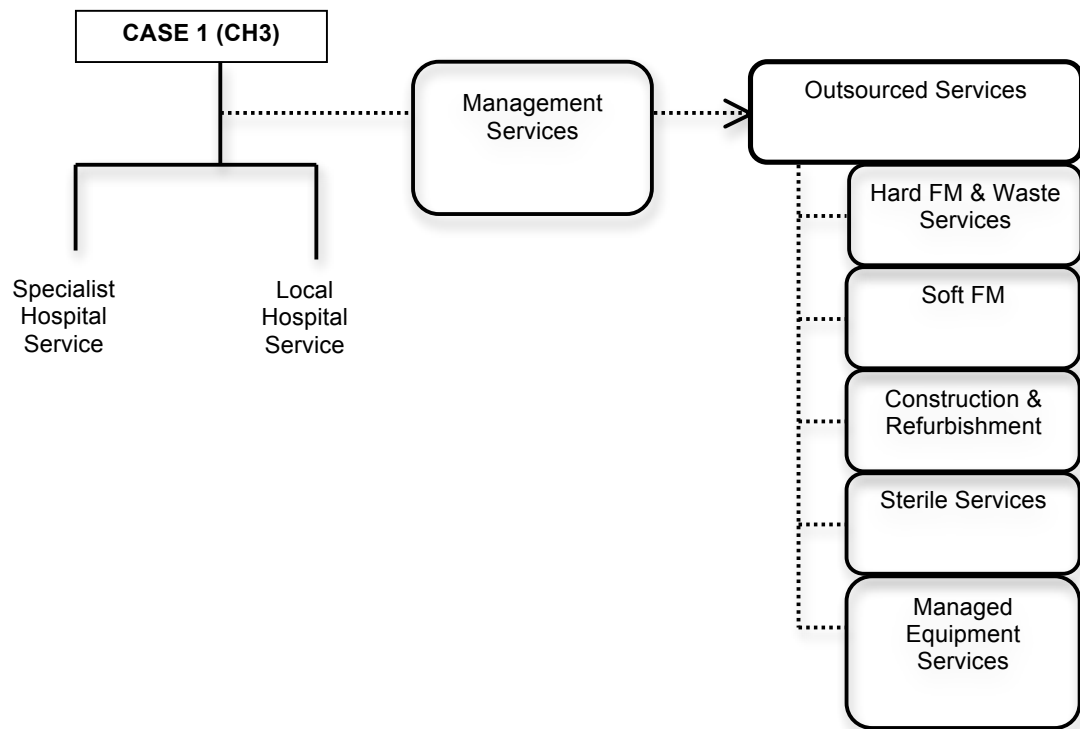 CASE 1 (CH3)
Management
Services
Outsourced Services
Hard FM & Waste
Services
Soft FM
Construction &
Refurbishment
Sterile Services
Managed
Equipment
Services
Specialist
Hospital
Service
Local
Hospital
Service